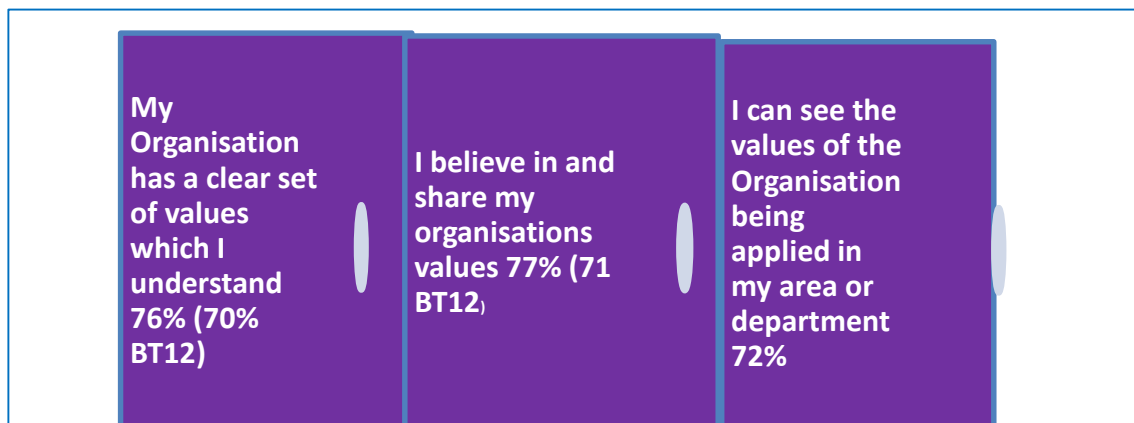 My
Organisation
has a clear set
of values
which I
understand
76% (70%
BT12)
I believe in and
share my
organisations
values 77% (71
BT12)
I can see the
values of the
Organisation
being
applied in
my area or
department
72%